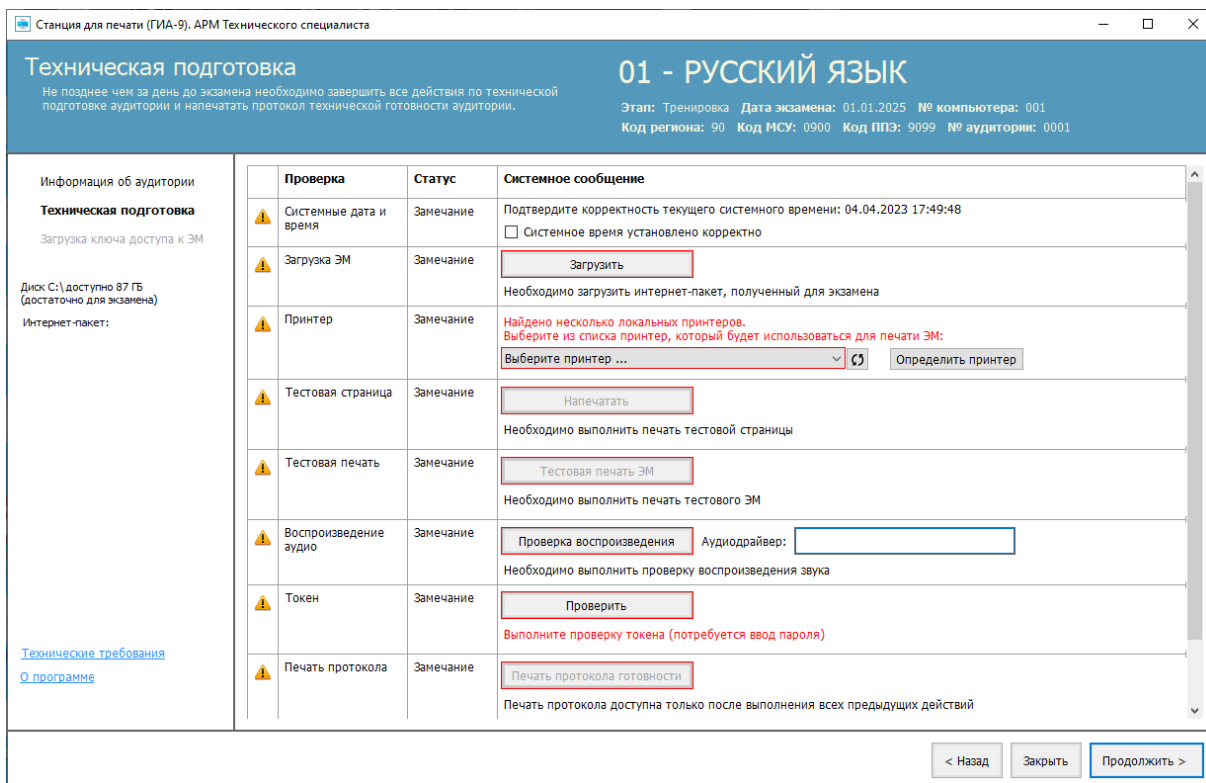 Станция для печати (ГИА-9). АРМ Технического специалиста
Техническая подготовка
Не позднее чем за день до экзамена необходимо завершить все действия по технической
подготовке аудитории и напечатать протокол технической готовности аудитории.
01 - РУССКИЙ ЯЗЫК
Этап: Тренировка Дата экзамена: 01.01.2025 № компьютера: 001
Код региона: 90 Код МСУ: 0900 Код ППЭ: 9099 № аудитории: 0001
Информация об аудитории
Техническая подготовка
Загрузка ключа доступа к ЭМ
Диск C:\ доступно 87 ГБ
(достаточно для экзамена)
Интернет-пакет:
Технические требования
О программе
Проверка Статус Системное сообщение
Системные дата и
время
Замечание
Подтвердите корректность текущего системного времени: 04.04.2023 17:49:48
Системное время установлено корректно
Загрузка ЭМ
Замечание
Загрузить
Необходимо загрузить интернет-пакет, полученный для экзамена
Принтер
Замечание
Найдено несколько локальных принтеров.
Выберите из списка принтер, который будет использоваться для печати ЭМ:
Выберите принтер ... Определить принтер
Тестовая страница
Замечание
Напечатать
Необходимо выполнить печать тестовой страницы
Тестовая печать
Замечание
Тестовая печать ЭМ
Необходимо выполнить печать тестового ЭМ
Воспроизведение
аудио
Замечание
Проверка воспроизведения Аудиодрайвер:
Необходимо выполнить проверку воспроизведения звука
Токен
Замечание
Проверить
Выполните проверку токена (потребуется ввод пароля)
Печать протокола
Замечание
Печать протокола готовности
Печать протокола доступна только после выполнения всех предыдущих действий
< Назад Закрыть Продолжить >